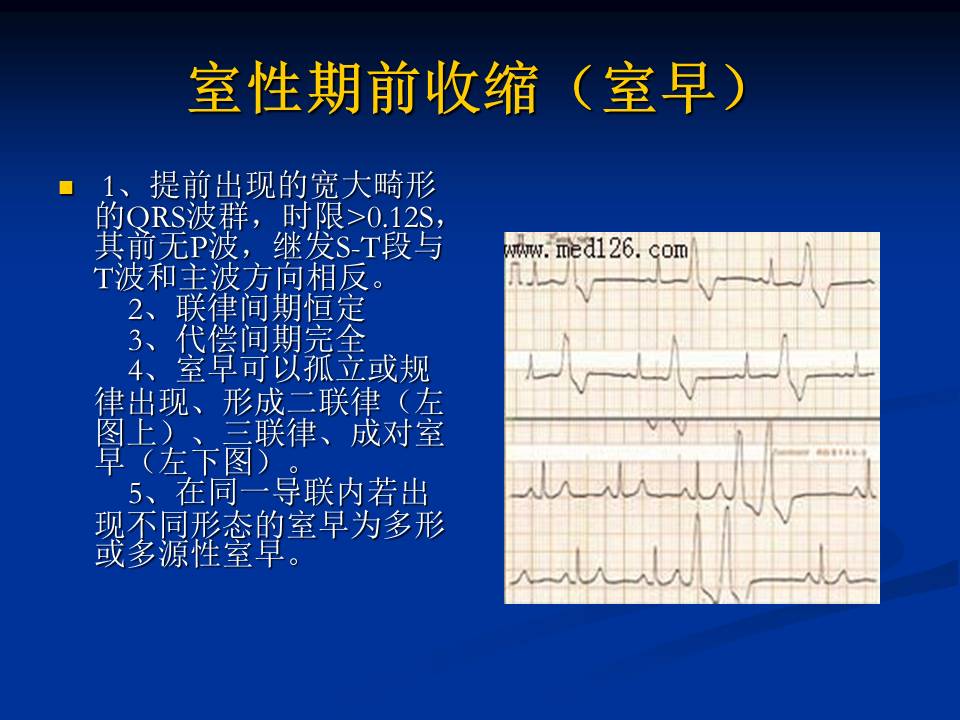 室性期前收缩（室早）
1、提前出现的宽大畸形
的QRS波群，时限>0.12S，
其前无P波，继发S-T段与
T波和主波方向相反。
2、联律间期恒定
3、代偿间期完全
4、室早可以孤立或规
律出现、形成二联律（左
图上）、三联律、成对室
早（左下图）。
5、在同一导联内若出
现不同形态的室早为多形
或多源性室早。
www.med126.com